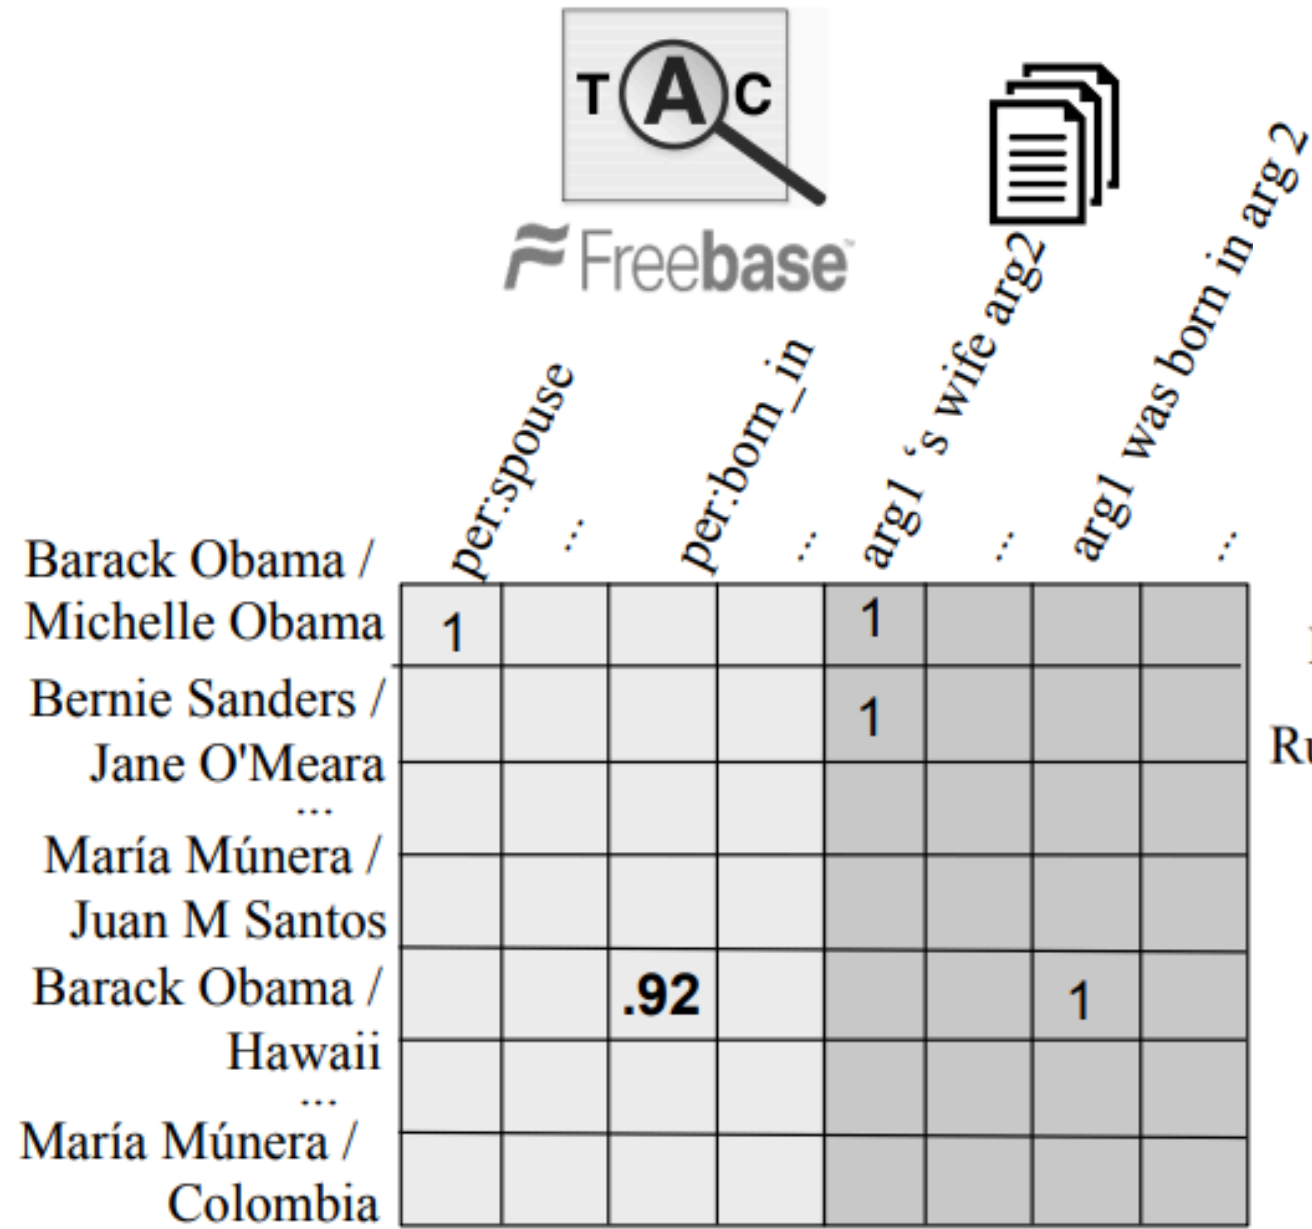 TAC
Freebase
per:spouse
...
per:born_in
...
arg1 ‘s wife arg2
...
arg1 was born in arg 2
...
Barack Obama /
Michelle Obama
1
1
Bernie Sanders /
Jane O'Meara
1
...
María Múnera /
Juan M Santos
Barack Obama /
Hawaii
.92
1
...
María Múnera /
Colombia